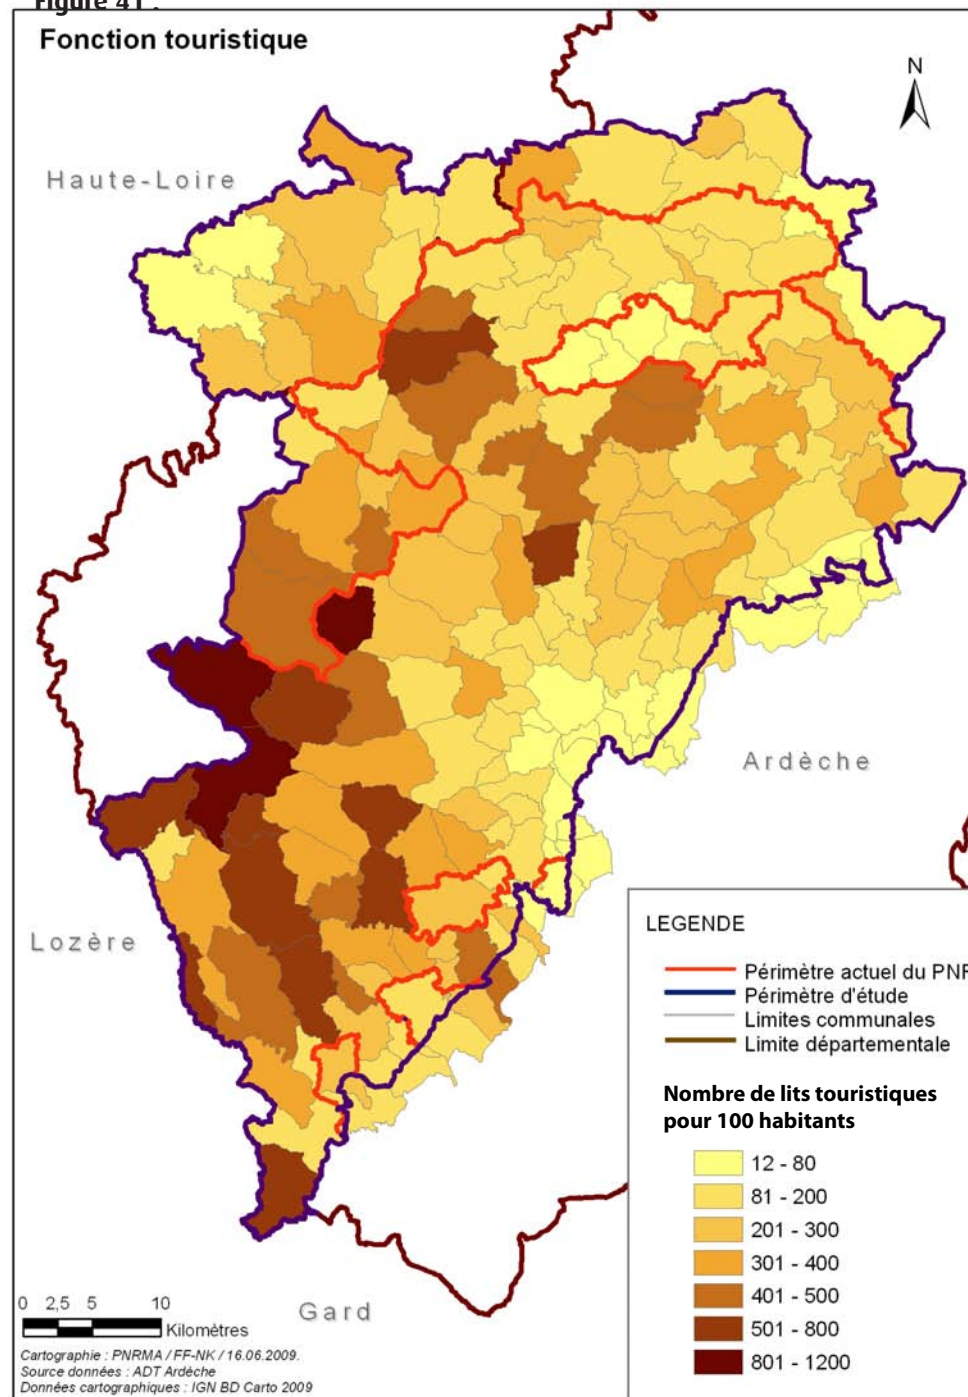 Figure 41 :
Fonction touristique
N
Haute-Loire
Ardèche
Lozère
Gard
LEGENDE
Périmètre actuel du PNR
Périmètre d'étude
Limites communales
Limite départementale
Nombre de lits touristiques
pour 100 habitants
12 - 80
81 - 200
201 - 300
301 - 400
401 - 500
501 - 800
801 - 1200
0 2,5 5 10
Kilomètres
Cartographie : PNRMA / FF-NK / 16.06.2009.
Source données : ADT Ardèche
Données cartographiques : IGN BD Carto 2009